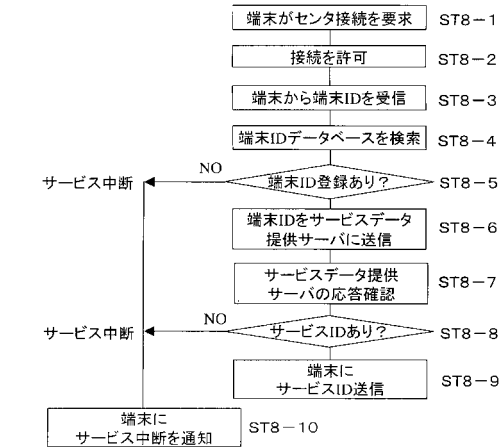 端末がセンタ接続を要求 ST8－1
接続を許可 ST8－2
端末から端末IDを受信 ST8－3
端末IDデータベースを検索 ST8－4
NO
サービス中断 端末ID登録あり？ ST8－5
端末IDをサービスデータ
提供サーバに送信 ST8－6
サービスデータ提供
サーバの応答確認 ST8－7
NO
サービス中断 サービスIDあり？ ST8－8
端末に
サービスID送信 ST8－9
端末に
サービス中断を通知 ST8－10